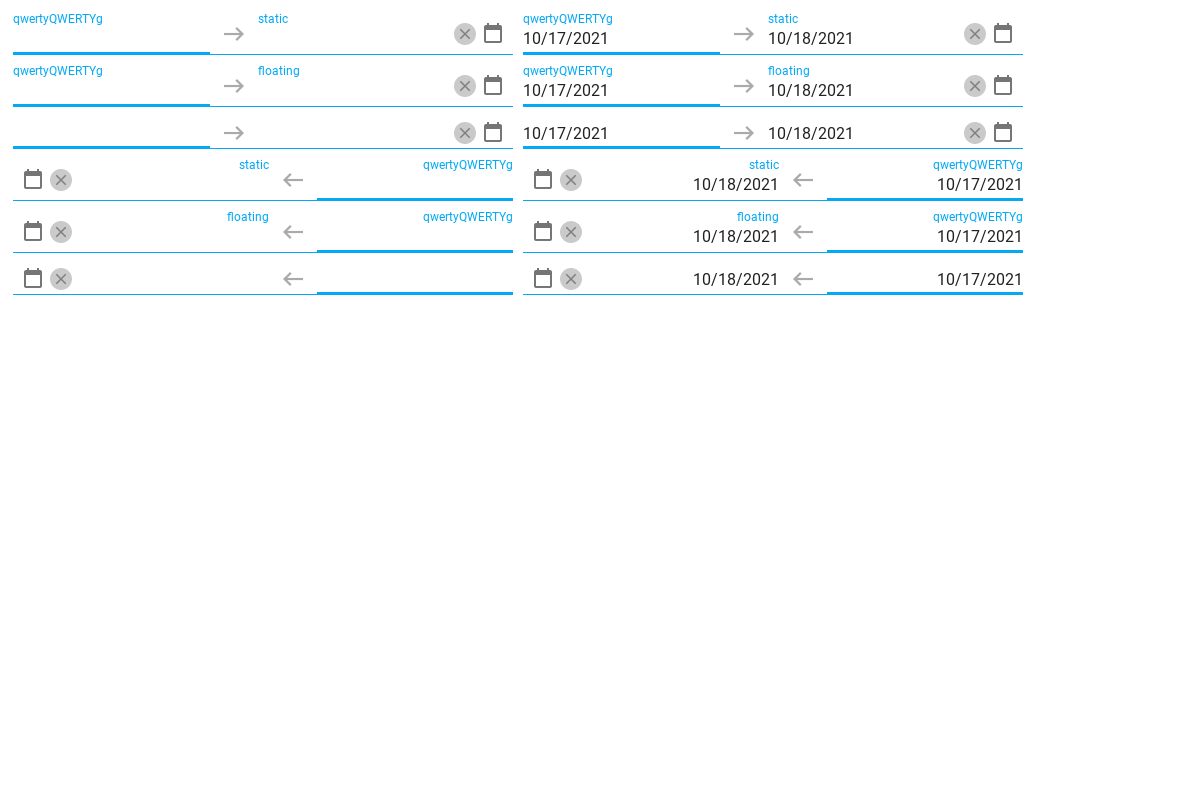 qwertyQWERTYg static qwertyQWERTYg static
10/17/2021 10/18/2021
qwertyQWERTYg floating qwertyQWERTYg floating
10/17/2021 10/18/2021
10/17/2021 10/18/2021
static qwertyQWERTYg static qwertyQWERTYg
10/18/2021 10/17/2021
floating qwertyQWERTYg floating qwertyQWERTYg
10/18/2021 10/17/2021
10/18/2021 10/17/2021